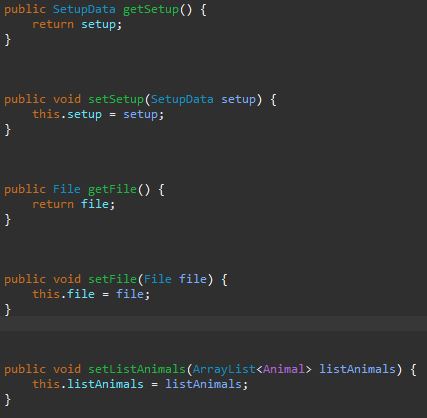 public SetupData getSetup() {
    return setup;
}
public void setSetup(SetupData setup) {
    this.setup = setup;
}
public File getFile() {
    return file;
}
public void setFile(File file) {
    this.file = file;
}
public void setListAnimals(ArrayList<Animal> listAnimals) {
    this.listAnimals = listAnimals;
}